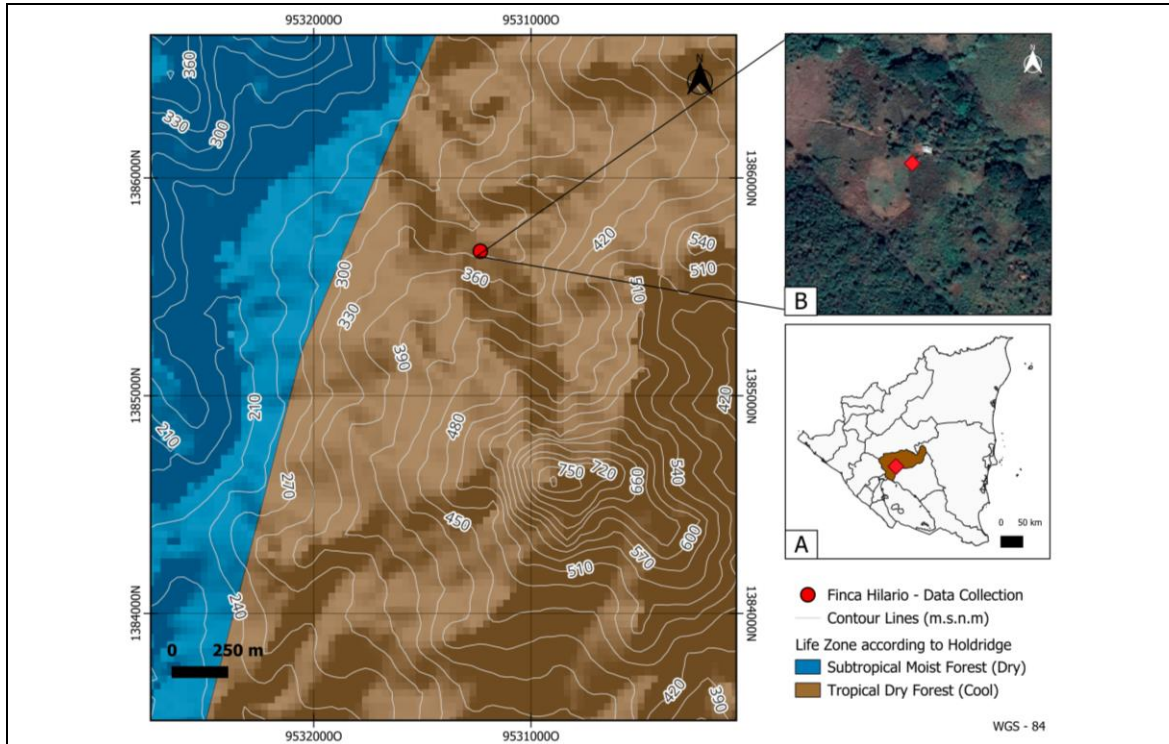 95320000
95310000
N
360
330
300
1386000N
1386000N
420
540
510
300
360
510
330
390
1385000N
1385000N
420
210
210
480
750
720
690
540
270
450
600
570
510
240
1384000N
1384000N
0 250 m
420
390
95320000
95310000
N
B
0 50 km
A
Finca Hilario - Data Collection
Contour Lines (m.s.n.m)
Life Zone according to Holdridge
Subtropical Moist Forest (Dry)
Tropical Dry Forest (Cool)
WGS - 84